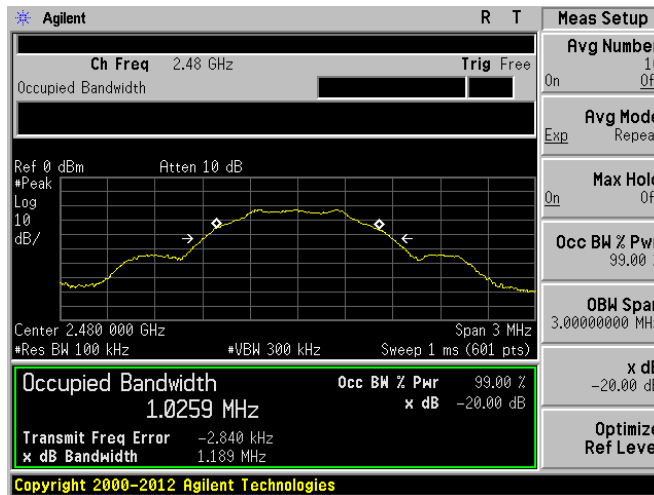 Agilent R T
Meas Setup
Ch Freq 2.48 GHz Trig Free
Occupied Bandwidth
Ref 0 dBm Atten 10 dB
#Peak
Log
10
dB/
Center 2.480 000 GHz Span 3 MHz
#Res BW 100 kHz #VBW 300 kHz Sweep 1 ms (601 pts)
Occupied Bandwidth
1.0259 MHz
Occ BW % Pwr 99.00 %
x dB -20.00 dB
Transmit Freq Error -2.840 kHz
x dB Bandwidth 1.189 MHz
Copyright 2000-2012 Agilent Technologies
Avg Number
On
Avg Mode
Exp Repea
Max Hold
On Of
Occ BW % Pwr
99.00
OBW Span
3.00000000 MH
x dB
-20.00 dB
Optimize
Ref Level